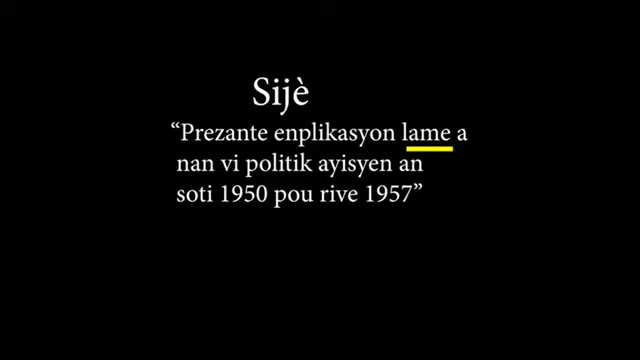 Sijè
“Prezante enplikasyon lame a
nan vi politik ayisyen an
soti 1950 pou rive 1957”